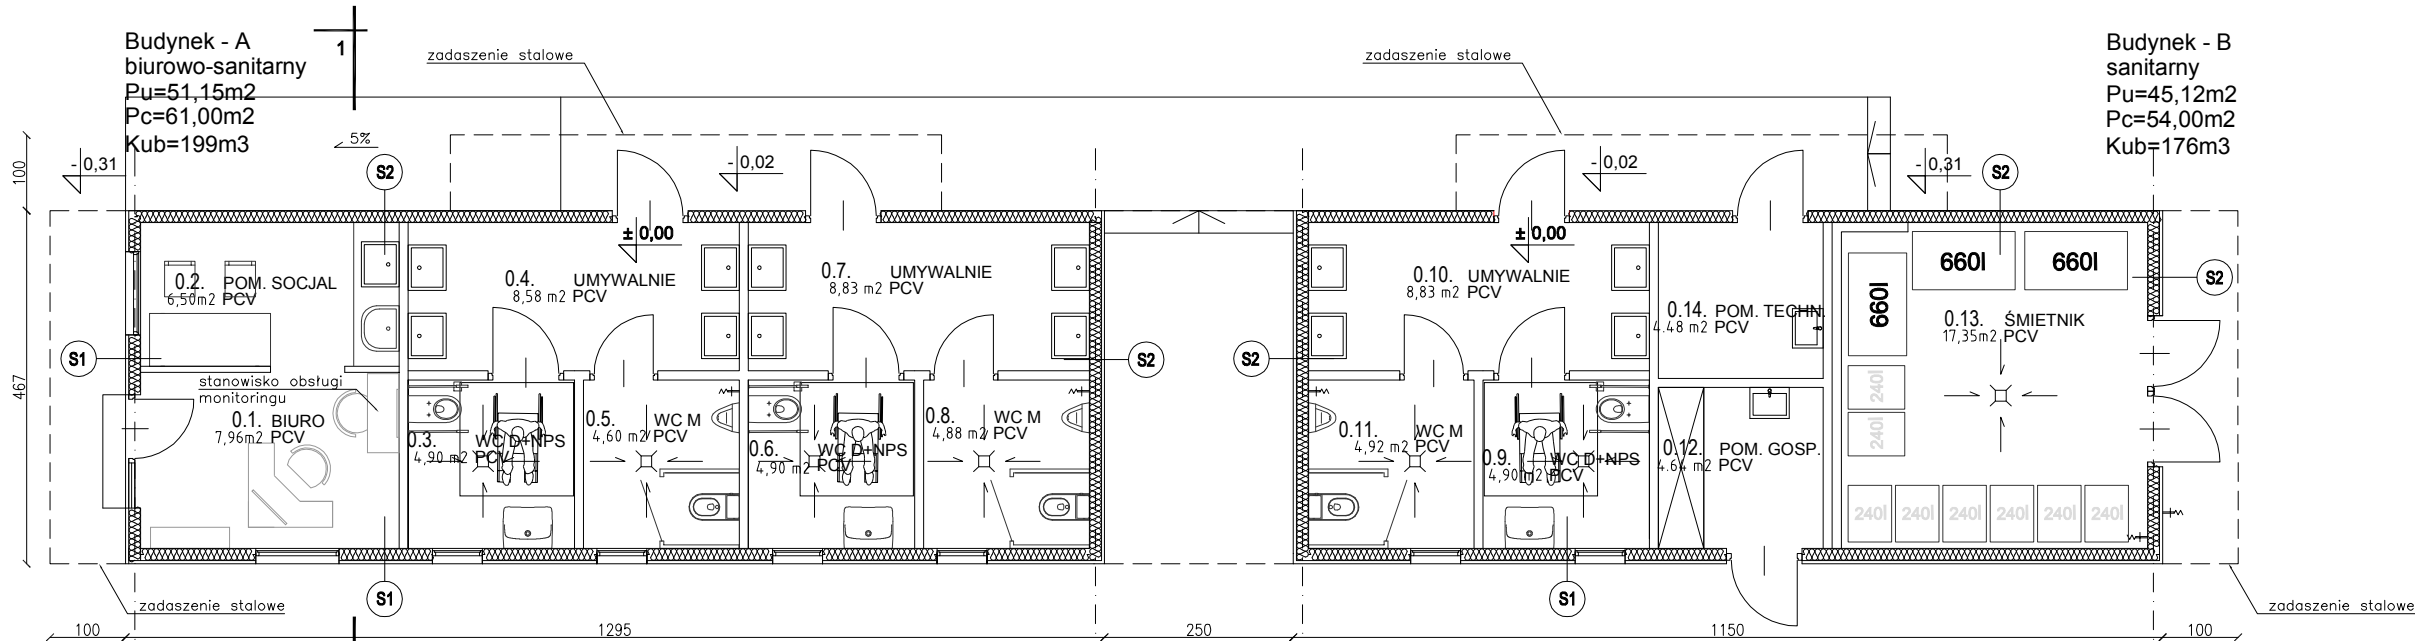 Budynek - A
biurowo-sanitarny
Pu=51,15m2
Pc=61,00m2
Kub=199m3
1
zadaszenie stalowe
zadaszenie stalowe
Budynek - B
sanitarny
Pu=45,12m2
Pc=54,00m2
Kub=176m3
5%
100
- 0,31
S2
- 0,02
- 0,02
- 0,31
S2
± 0,00
± 0,00
0.2. POM. SOCJAL
6,50m2 PCV
0.4. UMYWALNIE
8,58 m2 PCV
0.7. UMYWALNIE
8,83 m2 PCV
0.10. UMYWALNIE
8,83 m2 PCV
0.14. POM. TECHN.
4.48 m2 PCV
660l
660l
660l
S2
0.13. ŚMIETNIK
17,35m2 PCV
S1
S2
S2
467
stanowisko obsługi
monitoringu
240l
240l
0.1. BIURO
7,96m2 PCV
0.3. WC D+NPS
4,90 m2 PCV
0.5. WC M
4,60 m2 PCV
0.6. WC D+NPS
4,90 m2 PCV
0.8. WC M
4,88 m2 PCV
0.11. WC M
4,92 m2 PCV
0.9. WC D+NPS
4,90 m2 PCV
0.12. POM. GOSP.
4.64 m2 PCV
240l 240l 240l 240l 240l 240l
S1
S1
zadaszenie stalowe
zadaszenie stalowe
100
1295
250
1150
100